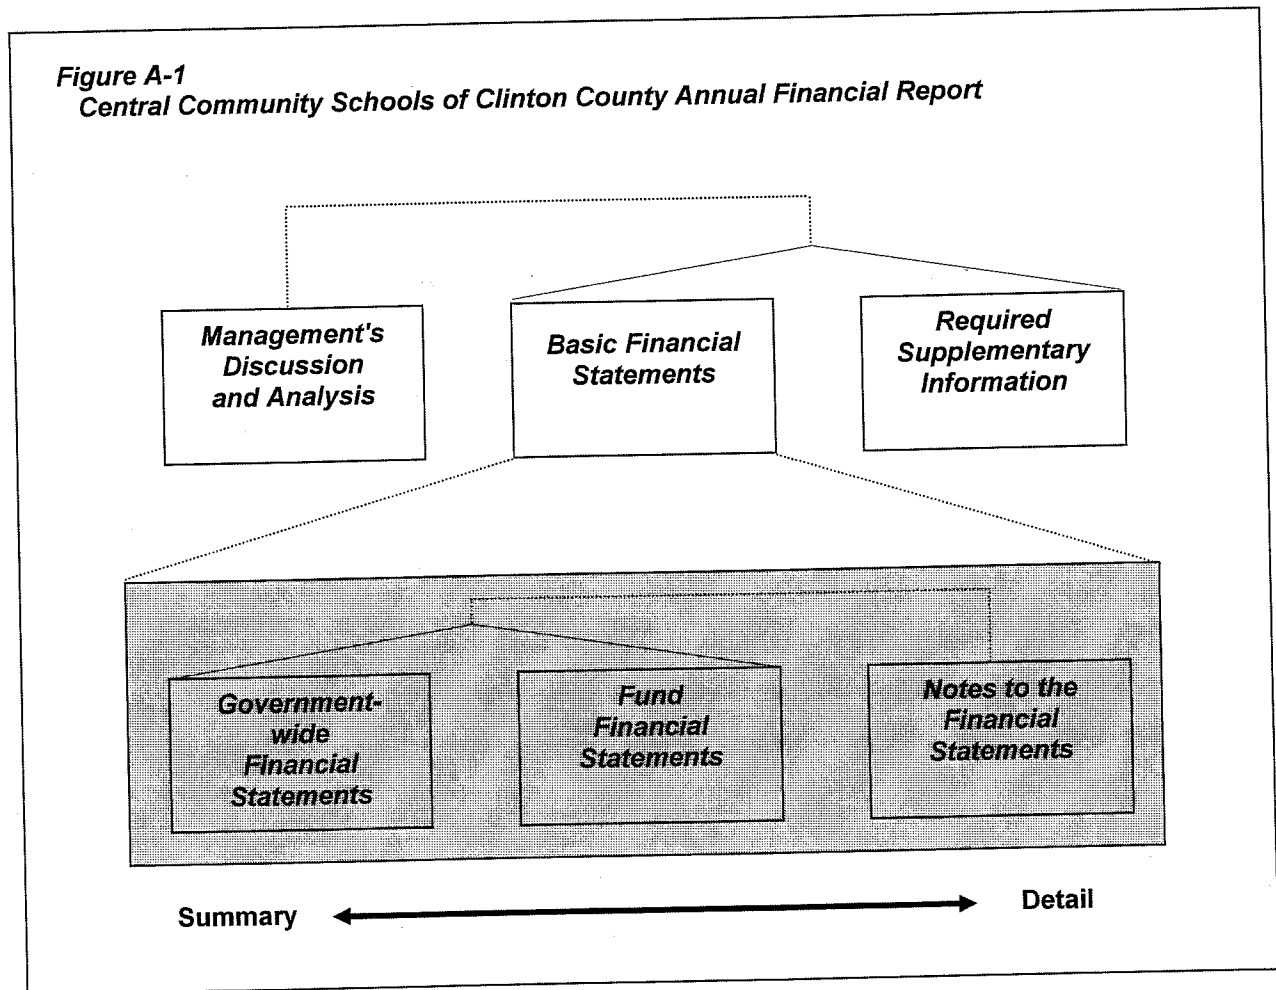 Figure A-1
Central Community Schools of Clinton County Annual Financial Report
Management's
Discussion
and Analysis
Basic Financial
Statements
Required
Supplementary
Information
Government-
wide
Financial
Statements
Fund
Financial
Statements
Notes to the
Financial
Statements
Summary
Detail